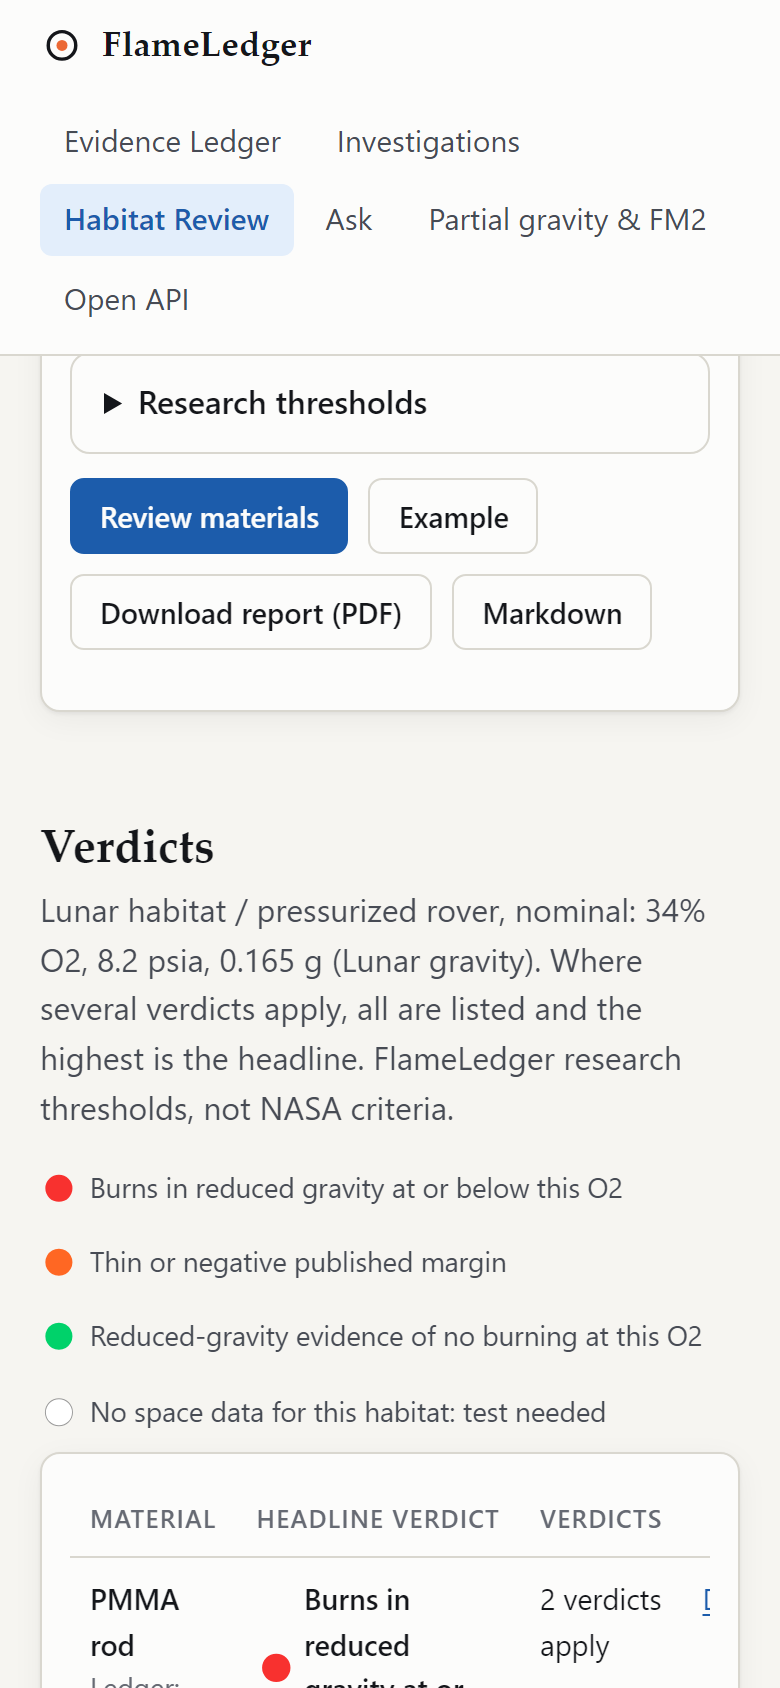 FlameLedger
Evidence Ledger Investigations
Habitat Review Ask Partial gravity & FM2
Open API
Research thresholds
Review materials Example
Download report (PDF) Markdown
Verdicts
Lunar habitat / pressurized rover, nominal: 34%
O2, 8.2 psia, 0.165 g (Lunar gravity). Where
several verdicts apply, all are listed and the
highest is the headline. FlameLedger research
thresholds, not NASA criteria.
Burns in reduced gravity at or below this O2
Thin or negative published margin
Reduced-gravity evidence of no burning at this O2
No space data for this habitat: test needed
MATERIAL HEADLINE VERDICT VERDICTS
PMMA Burns in 2 verdicts
rod reduced apply
Ledger: gravity at or